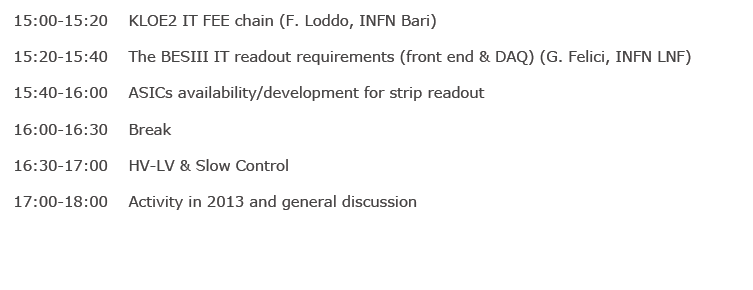 15:00-15:20 KLOE2 IT FEE chain (F. Loddo, INFN Bari)
15:20-15:40 The BESIII IT readout requirements (front end & DAQ) (G. Felici, INFN LNF)
15:40-16:00 ASICs availability/development for strip readout
16:00-16:30 Break
16:30-17:00 HV-LV & Slow Control
17:00-18:00 Activity in 2013 and general discussion